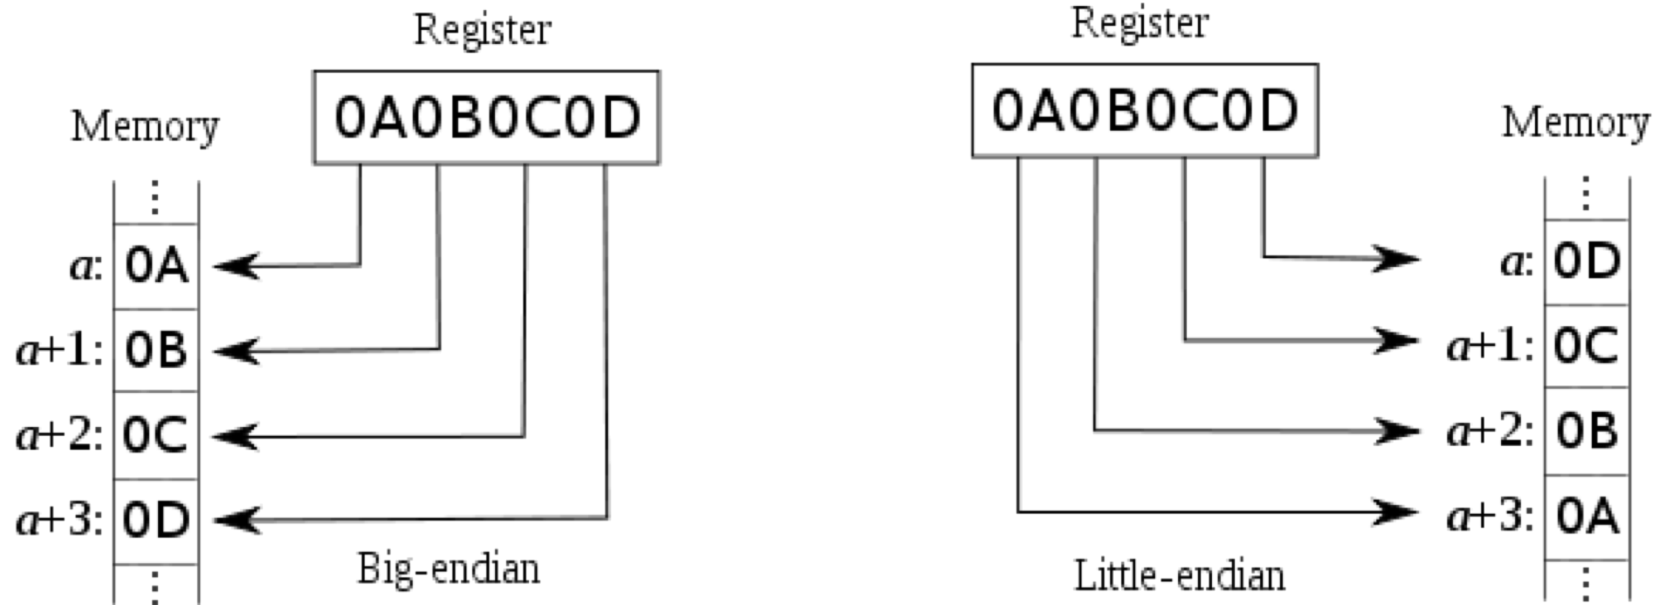 Register
0A0B0C0D
Memory
⋮
a: 0A
a+1: 0B
a+2: 0C
a+3: 0D
⋮
Big-endian
Register
0A0B0C0D
Memory
⋮
a: 0D
a+1: 0C
a+2: 0B
a+3: 0A
⋮
Little-endian